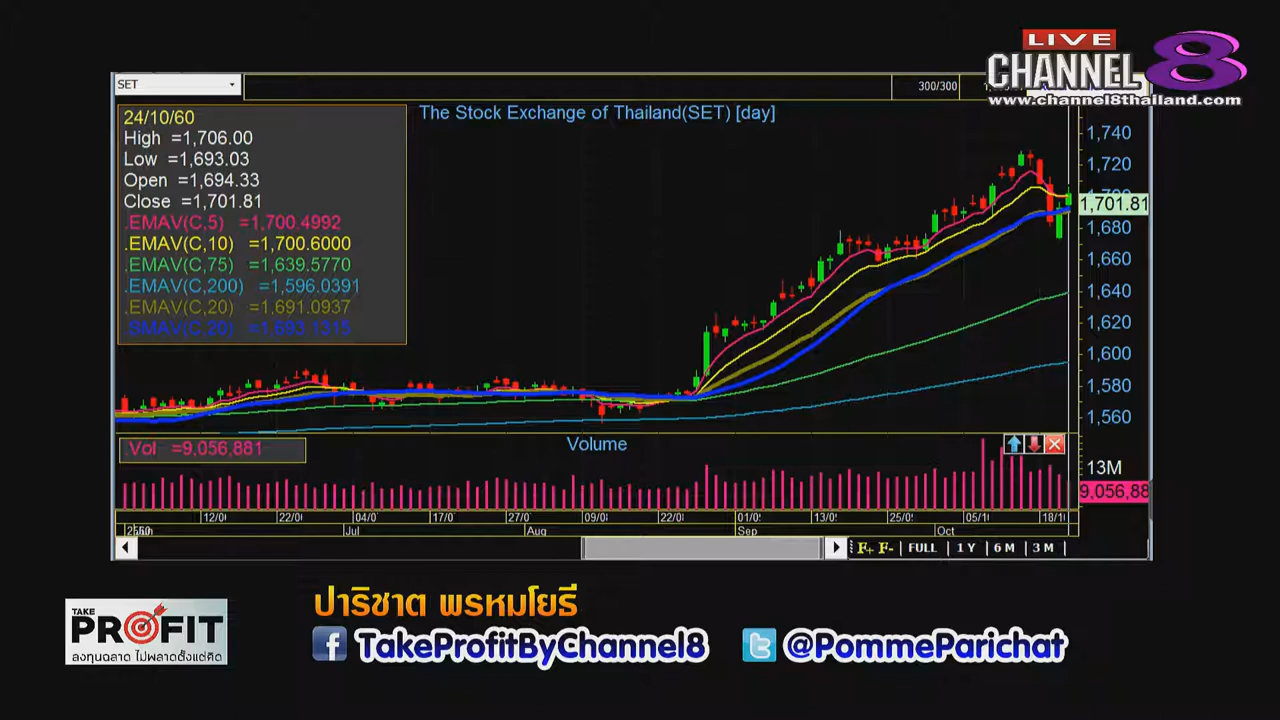 LIVE
CHANNEL 8
www.channel8thailand.com
SET
300/300
The Stock Exchange of Thailand(SET) [day]
24/10/60
High =1,706.00
Low =1,693.03
Open =1,694.33
Close =1,701.81
.EMAV(C,5) =1,700.4992
.EMAV(C,10) =1,700.6000
.EMAV(C,75) =1,639.5770
.EMAV(C,200) =1,596.0391
.EMAV(C,20) =1,691.0937
.SMAV(C,20) =1,693.1315
1,740
1,720
1,701.81
1,680
1,660
1,640
1,620
1,600
1,580
1,560
.Vol =9,056,881
Volume
13M
9,056,88
12/0 22/0 04/0 17/0 27/0 09/0 22/0 01/0 13/0 25/0 05/1 18/1
Jul Aug Sep Oct
F+ F- FULL 1 Y 6 M 3 M
TAKE
PROFIT
ลงทุนฉลาด ไม่พลาดตั้งแต่คิด
ปาริชาต พรหมโยธี
f TakeProfitByChannel8
t @PommeParichat